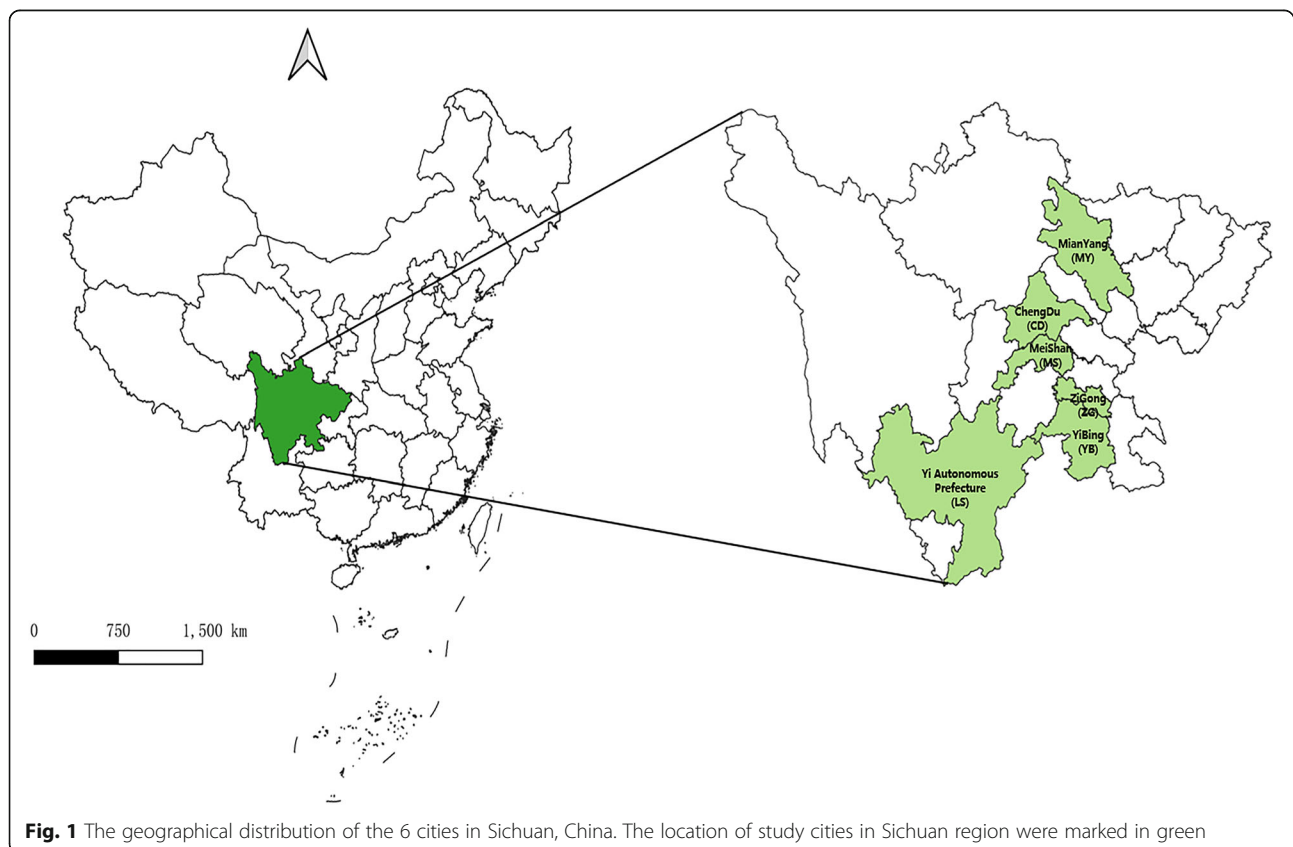 MianYang
(MY)
ChengDu
(CD)
MeiShan
(MS)
ZiGong
(ZG)
YiBing
(YB)
Yi Autonomous
Prefecture
(LS)
0 750 1,500 km
Fig. 1 The geographical distribution of the 6 cities in Sichuan, China. The location of study cities in Sichuan region were marked in green